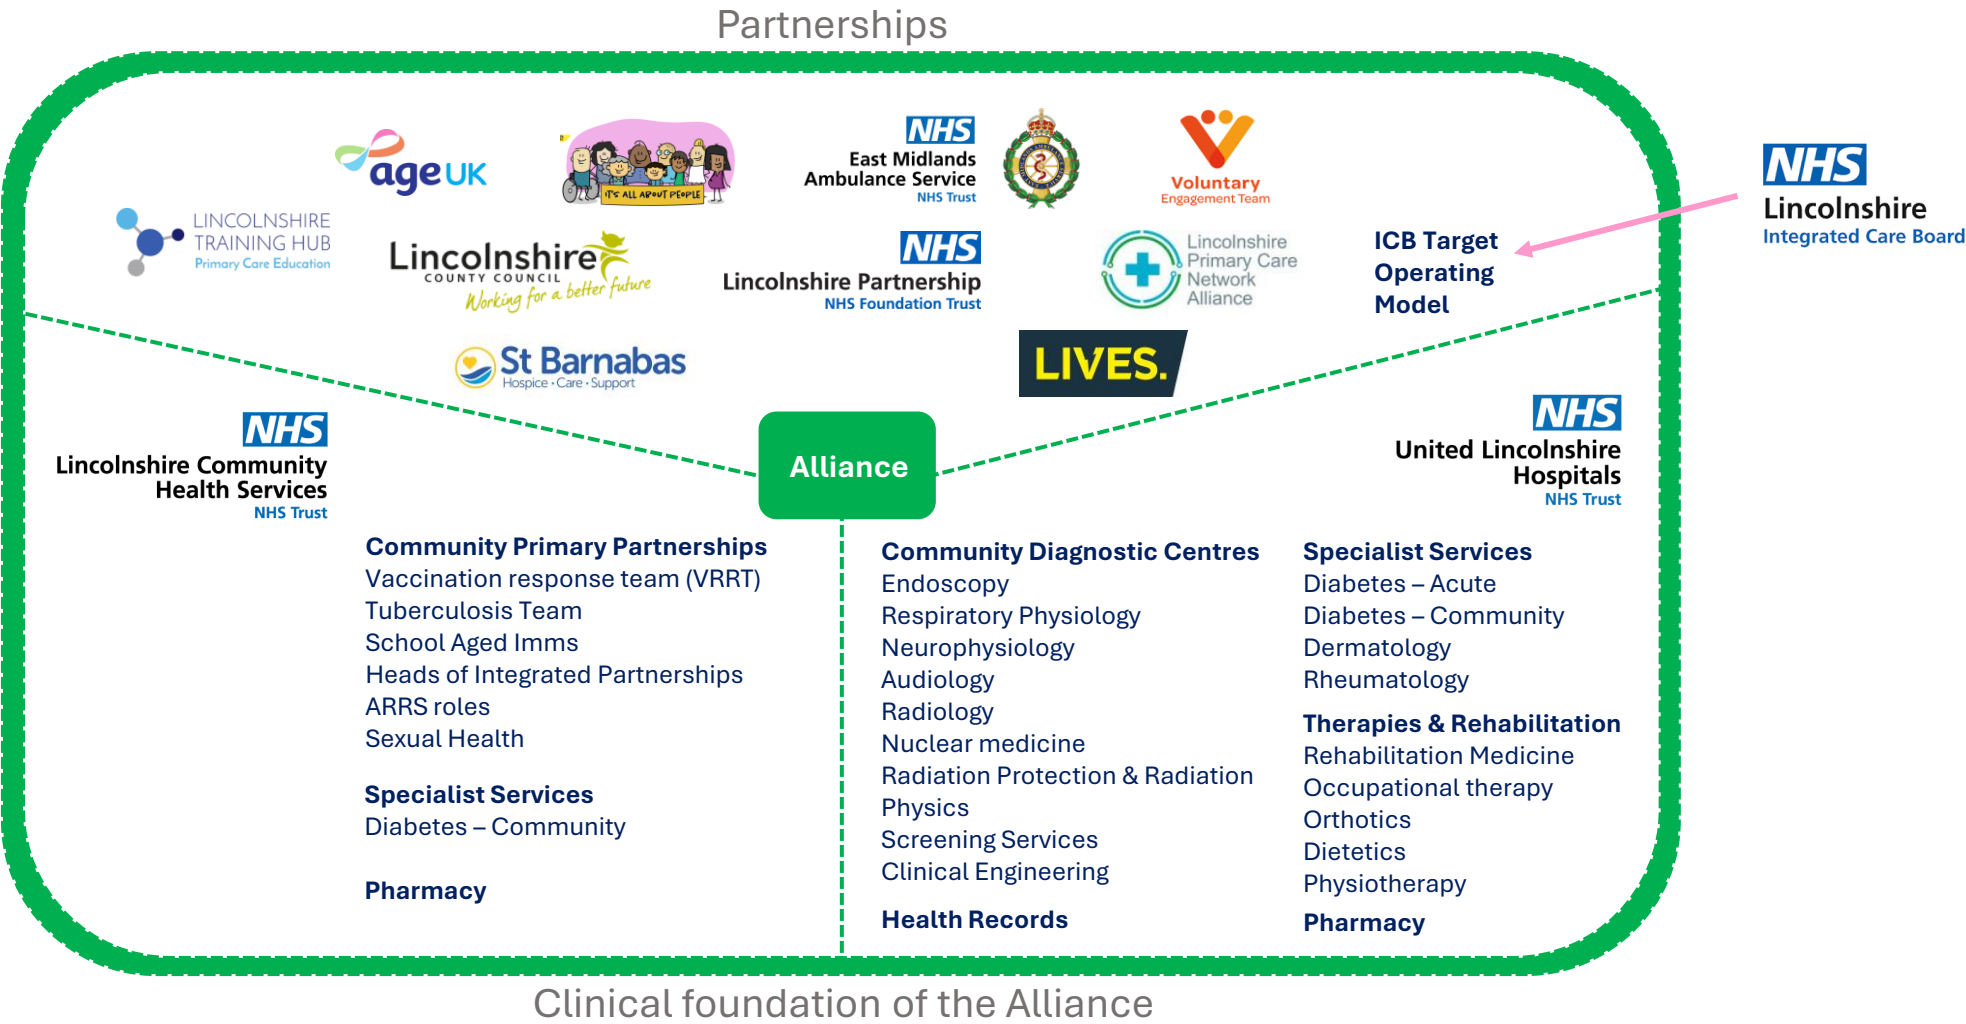 Partnerships
age UK
IT'S ALL ABOUT PEOPLE
NHS
East Midlands
Ambulance Service
NHS Trust
Voluntary
Engagement Team
NHS
Lincolnshire
Integrated Care Board
LINCOLNSHIRE
TRAINING HUB
Primary Care Education
Lincolnshire
COUNTY COUNCIL
Working for a better future
NHS
Lincolnshire Partnership
NHS Foundation Trust
Lincolnshire
Primary Care
Network
Alliance
ICB Target
Operating
Model
St Barnabas
Hospice · Care · Support
LIVES.
NHS
Lincolnshire Community
Health Services
NHS Trust
Alliance
NHS
United Lincolnshire
Hospitals
NHS Trust
Community Primary Partnerships
Vaccination response team (VRRT)
Tuberculosis Team
School Aged Imms
Heads of Integrated Partnerships
ARRS roles
Sexual Health
Specialist Services
Diabetes – Community
Pharmacy
Community Diagnostic Centres
Endoscopy
Respiratory Physiology
Neurophysiology
Audiology
Radiology
Nuclear medicine
Radiation Protection & Radiation
Physics
Screening Services
Clinical Engineering
Health Records
Specialist Services
Diabetes – Acute
Diabetes – Community
Dermatology
Rheumatology
Therapies & Rehabilitation
Rehabilitation Medicine
Occupational therapy
Orthotics
Dietetics
Physiotherapy
Pharmacy
Clinical foundation of the Alliance